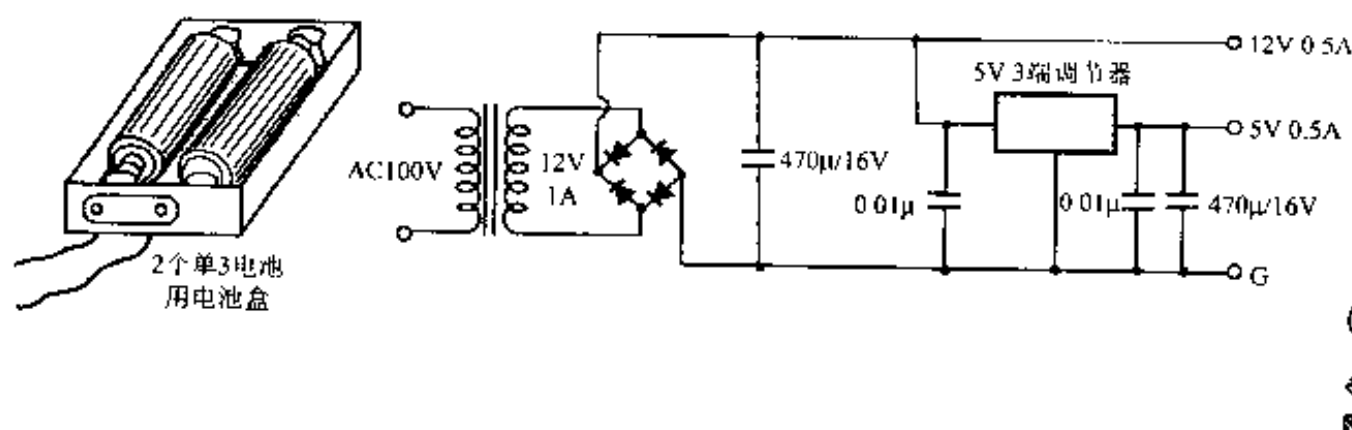 12V 0.5A
5V 3端调节器
5V 0.5A
AC100V
12V
1A
470μ/16V
0.01μ
0.01μ
470μ/16V
G
2个单3电池
用电池盒